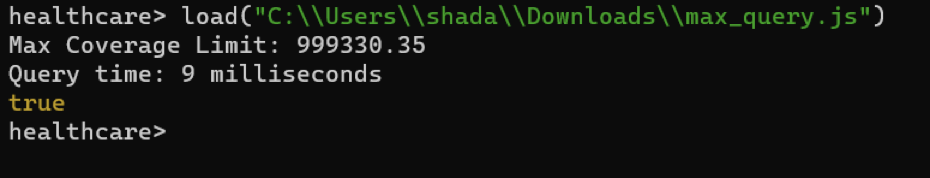 healthcare> load("C:\\Users\\shada\\Downloads\\max_query.js")
Max Coverage Limit: 999330.35
Query time: 9 milliseconds
true
healthcare>